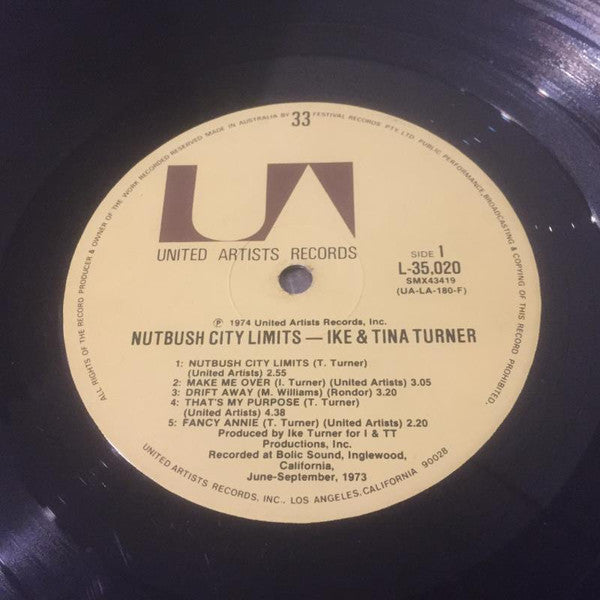 ALL RIGHTS OF THE RECORD PRODUCER & OWNER OF THE WORK RECORDED RESERVED. MADE IN AUSTRALIA BY FESTIVAL RECORDS PTY. LTD. PUBLIC PERFORMANCE, BROADCASTING & COPYING OF THIS RECORD PROHIBITED.
33
UA
UNITED ARTISTS RECORDS
SIDE 1
L-35,020
SMX43419
(UA-LA-180-F)
℗ 1974 United Artists Records, Inc.
NUTBUSH CITY LIMITS — IKE & TINA TURNER
1: NUTBUSH CITY LIMITS (T. Turner)
(United Artists) 2.55
2: MAKE ME OVER (I. Turner) (United Artists) 3.05
3: DRIFT AWAY (M. Williams) (Rondor) 3.20
4: THAT'S MY PURPOSE (T. Turner)
(United Artists) 4.38
5: FANCY ANNIE (T. Turner) (United Artists) 2.20
Produced by Ike Turner for I & TT
Productions, Inc.
Recorded at Bolic Sound, Inglewood,
California,
June-September, 1973
UNITED ARTISTS RECORDS, INC., LOS ANGELES, CALIFORNIA 90028